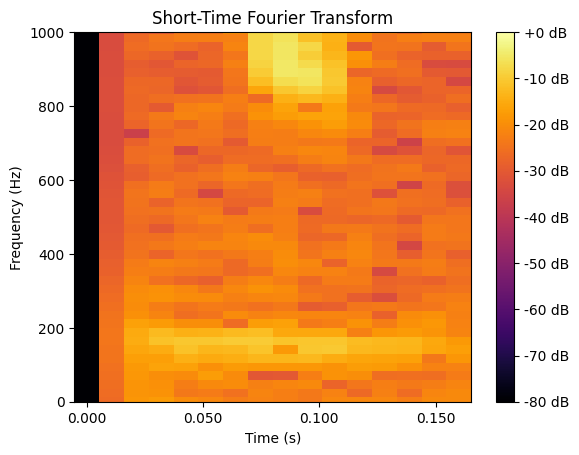 Short-Time Fourier Transform
1000
800
600
400
200
0
Frequency (Hz)
0.000
0.050
0.100
0.150
Time (s)
+0 dB
-10 dB
-20 dB
-30 dB
-40 dB
-50 dB
-60 dB
-70 dB
-80 dB